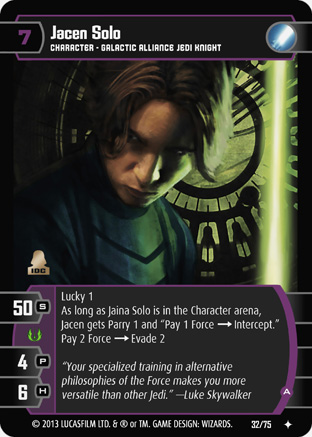 7
Jacen Solo
CHARACTER - GALACTIC ALLIANCE JEDI KNIGHT
IDC
50 S
4 P
6 H
Lucky 1
As long as Jaina Solo is in the Character arena,
Jacen gets Parry 1 and “Pay 1 Force → Intercept.”
Pay 2 Force → Evade 2
“Your specialized training in alternative
philosophies of the Force makes you more
versatile than other Jedi.” —Luke Skywalker
A
© 2013 LUCASFILM LTD. & ® or TM. GAME DESIGN: WIZARDS.
32/75